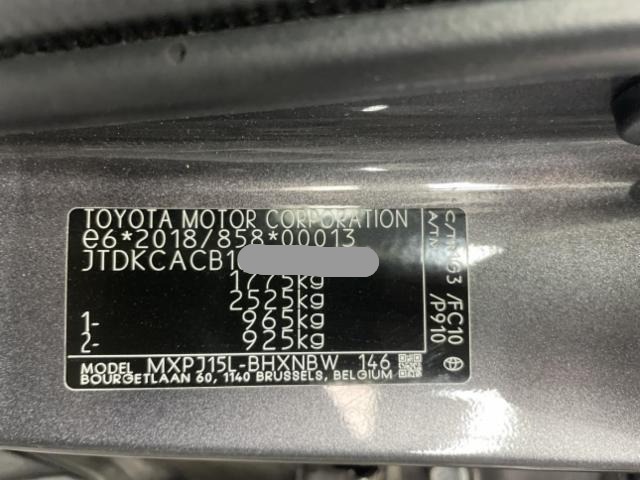 TOYOTA MOTOR CORPORATION
e6*2018/858*00013
JTDKCACB1
1775kg
2525kg
1- 965kg
2- 925kg
MODEL MXPJ15L-BHXNBW 146
BOURGETLAAN 60, 1140 BRUSSELS, BELGIUM
/FC10
/P910